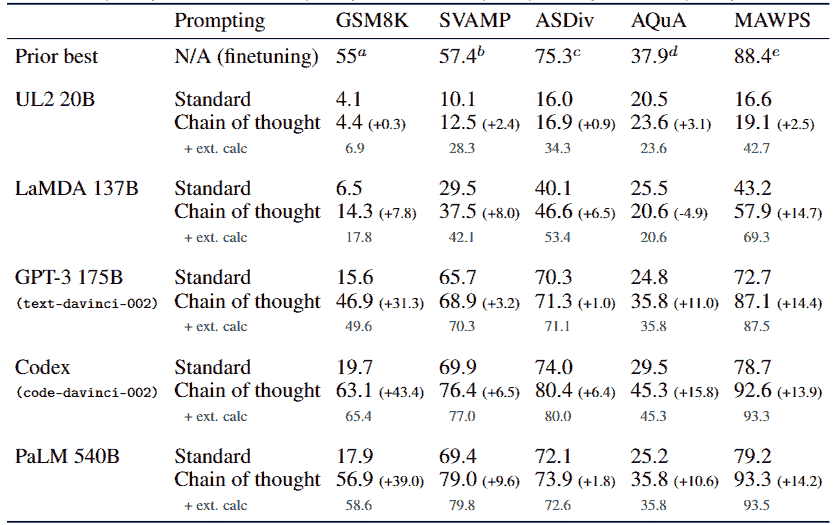 Prompting GSM8K SVAMP ASDiv AQuA MAWPS
Prior best N/A (finetuning) 55ᵃ 57.4ᵇ 75.3ᶜ 37.9ᵈ 88.4ᵉ
UL2 20B Standard 4.1 10.1 16.0 20.5 16.6
Chain of thought 4.4 (+0.3) 12.5 (+2.4) 16.9 (+0.9) 23.6 (+3.1) 19.1 (+2.5)
+ ext. calc 6.9 28.3 34.3 23.6 42.7
LaMDA 137B Standard 6.5 29.5 40.1 25.5 43.2
Chain of thought 14.3 (+7.8) 37.5 (+8.0) 46.6 (+6.5) 20.6 (-4.9) 57.9 (+14.7)
+ ext. calc 17.8 42.1 53.4 20.6 69.3
GPT-3 175B Standard 15.6 65.7 70.3 24.8 72.7
(text-davinci-002) Chain of thought 46.9 (+31.3) 68.9 (+3.2) 71.3 (+1.0) 35.8 (+11.0) 87.1 (+14.4)
+ ext. calc 49.6 70.3 71.1 35.8 87.5
Codex Standard 19.7 69.9 74.0 29.5 78.7
(code-davinci-002) Chain of thought 63.1 (+43.4) 76.4 (+6.5) 80.4 (+6.4) 45.3 (+15.8) 92.6 (+13.9)
+ ext. calc 65.4 77.0 80.0 45.3 93.3
PaLM 540B Standard 17.9 69.4 72.1 25.2 79.2
Chain of thought 56.9 (+39.0) 79.0 (+9.6) 73.9 (+1.8) 35.8 (+10.6) 93.3 (+14.2)
+ ext. calc 58.6 79.8 72.6 35.8 93.5